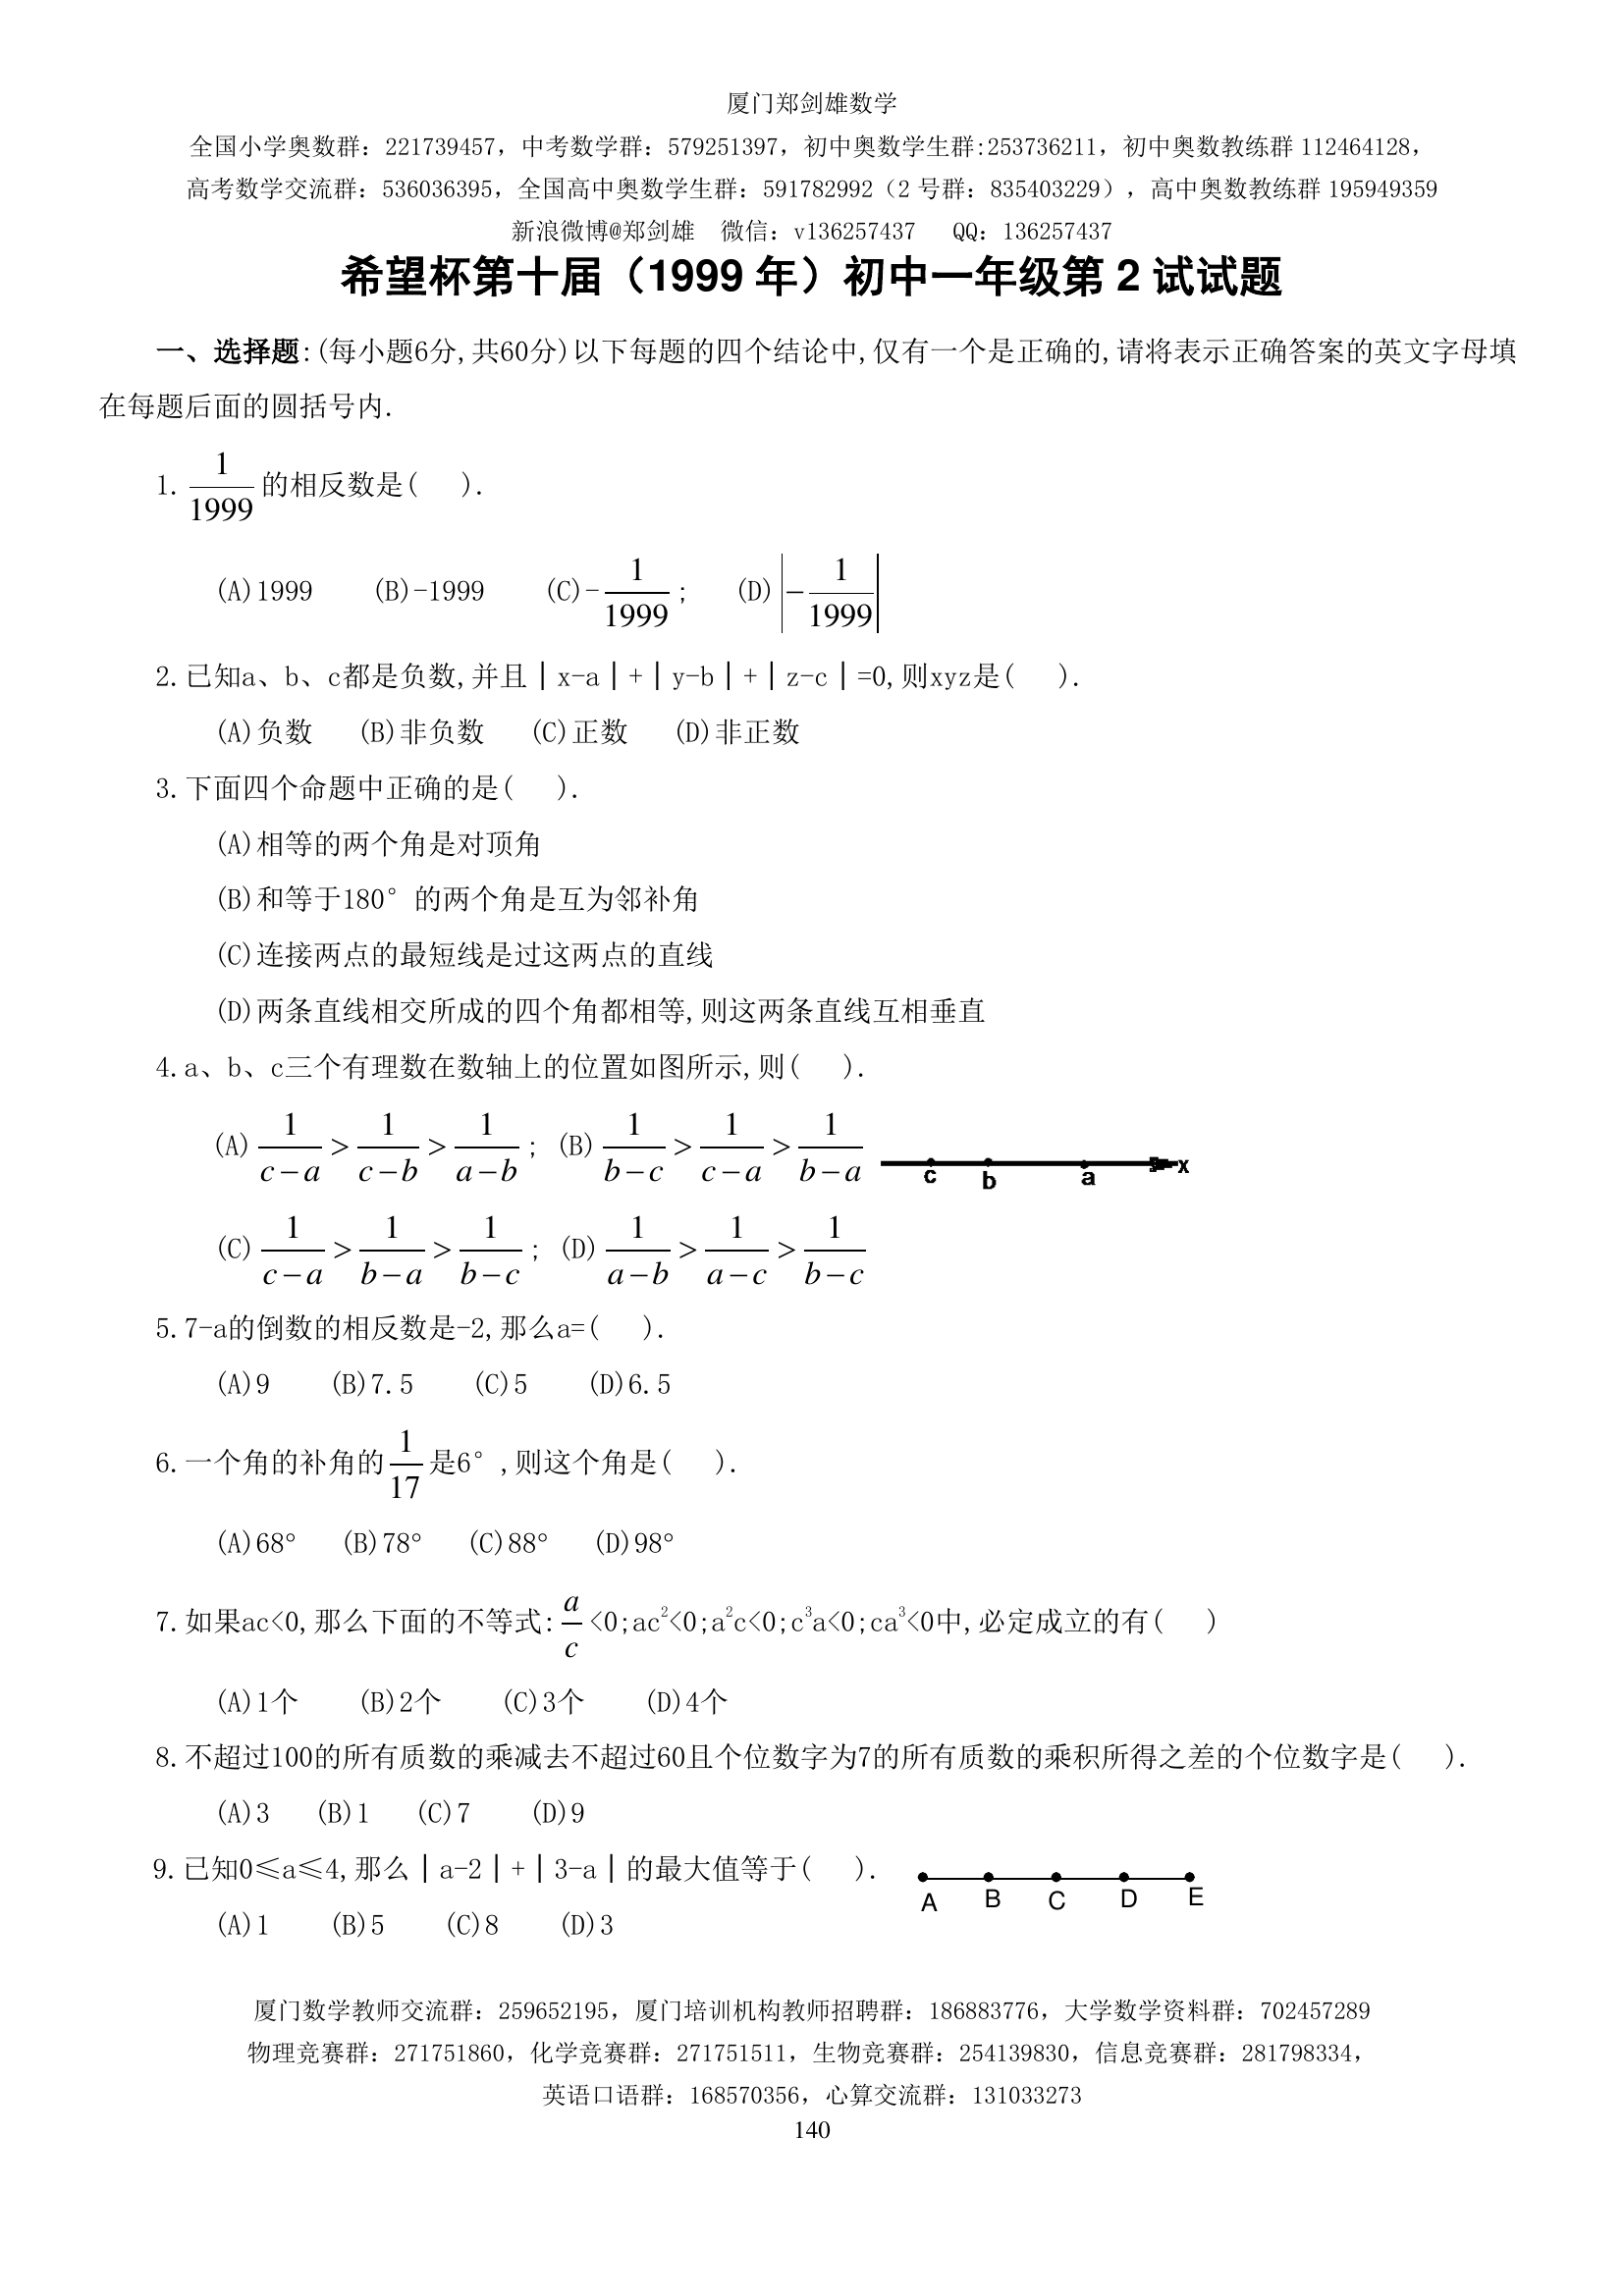 厦门郑剑雄数学
全国小学奥数群：221739457，中考数学群：579251397，初中奥数学生群:253736211，初中奥数教练群 112464128，
高考数学交流群：536036395，全国高中奥数学生群：591782992（2 号群：835403229），高中奥数教练群 195949359
新浪微博@郑剑雄 微信：v136257437 QQ：136257437
希望杯第十届（1999 年）初中一年级第 2 试试题
一、选择题:(每小题6分,共60分)以下每题的四个结论中,仅有一个是正确的,请将表示正确答案的英文字母填
在每题后面的圆括号内.
1. 1/1999 的相反数是( ).
(A)1999 (B)-1999 (C)-1/1999 ; (D)|-1/1999|
2.已知a、b、c都是负数,并且|x-a|+|y-b|+|z-c|=0,则xyz是( ).
(A)负数 (B)非负数 (C)正数 (D)非正数
3.下面四个命题中正确的是( ).
(A)相等的两个角是对顶角
(B)和等于180°的两个角是互为邻补角
(C)连接两点的最短线是过这两点的直线
(D)两条直线相交所成的四个角都相等,则这两条直线互相垂直
4.a、b、c三个有理数在数轴上的位置如图所示,则( ).
(A) 1/(c-a) > 1/(c-b) > 1/(a-b) ; (B) 1/(b-c) > 1/(c-a) > 1/(b-a)
c b a x
(C) 1/(c-a) > 1/(b-a) > 1/(b-c) ; (D) 1/(a-b) > 1/(a-c) > 1/(b-c)
5.7-a的倒数的相反数是-2,那么a=( ).
(A)9 (B)7.5 (C)5 (D)6.5
6.一个角的补角的 1/17 是6°,则这个角是( ).
(A)68° (B)78° (C)88° (D)98°
7.如果ac<0,那么下面的不等式: a/c <0;ac²<0;a²c<0;c³a<0;ca³<0中,必定成立的有( )
(A)1个 (B)2个 (C)3个 (D)4个
8.不超过100的所有质数的乘减去不超过60且个位数字为7的所有质数的乘积所得之差的个位数字是( ).
(A)3 (B)1 (C)7 (D)9
9.已知0≤a≤4,那么|a-2|+|3-a|的最大值等于( ).
A B C D E
(A)1 (B)5 (C)8 (D)3
厦门数学教师交流群：259652195，厦门培训机构教师招聘群：186883776，大学数学资料群：702457289
物理竞赛群：271751860，化学竞赛群：271751511，生物竞赛群：254139830，信息竞赛群：281798334，
英语口语群：168570356，心算交流群：131033273
140